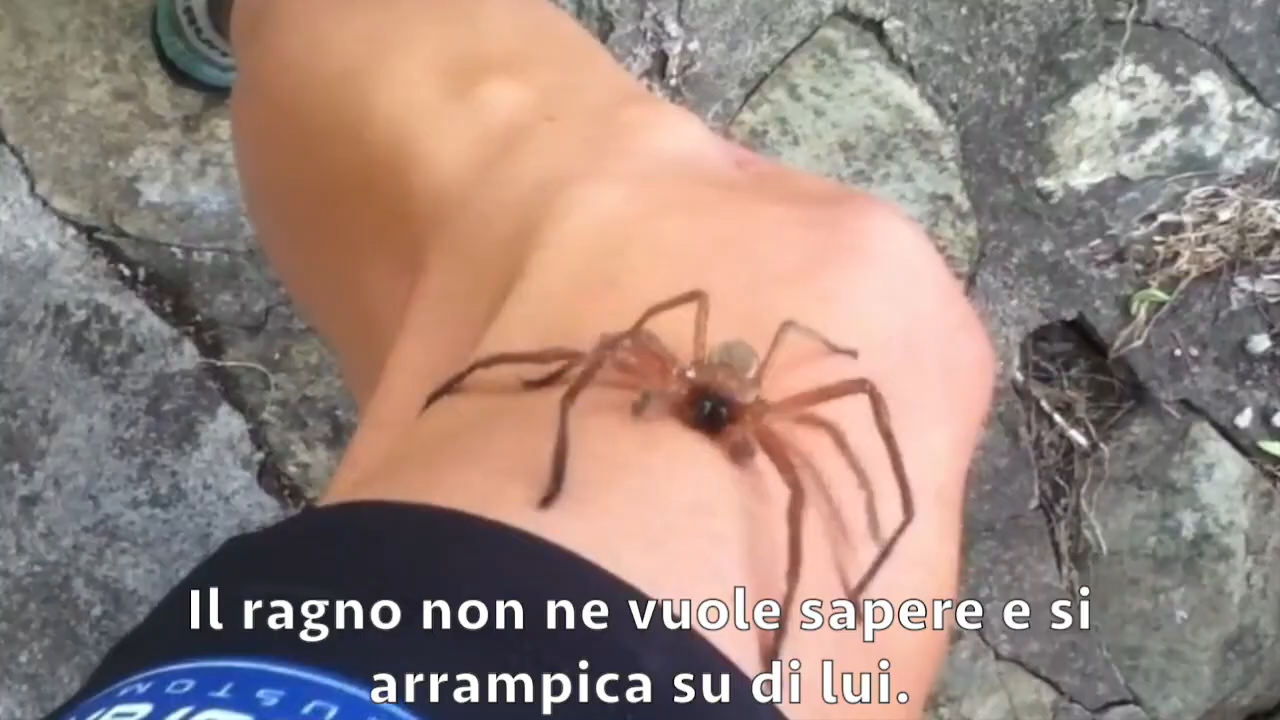 Il ragno non ne vuole sapere e si
arrampica su di lui.